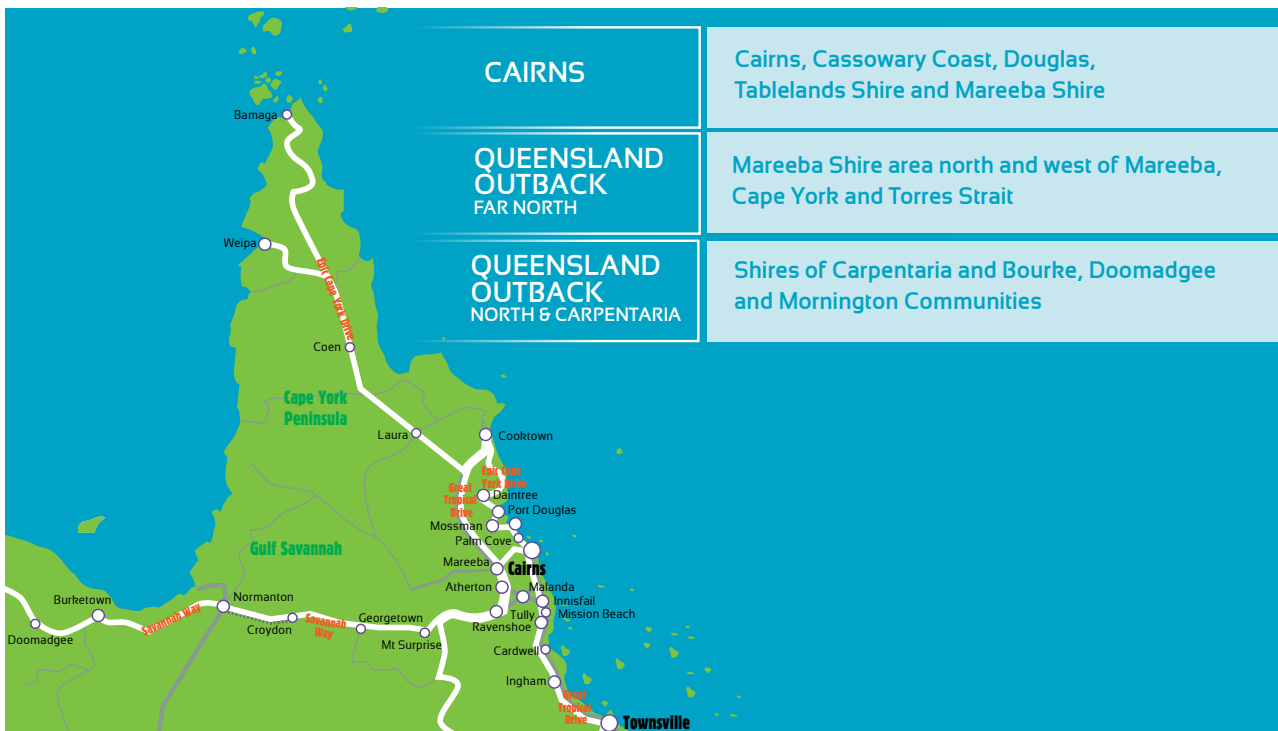 CAIRNS
Cairns, Cassowary Coast, Douglas,
Tablelands Shire and Mareeba Shire
QUEENSLAND
OUTBACK
FAR NORTH
Mareeba Shire area north and west of Mareeba,
Cape York and Torres Strait
QUEENSLAND
OUTBACK
NORTH & CARPENTARIA
Shires of Carpentaria and Bourke, Doomadgee
and Mornington Communities
Bamaga
Weipa
Epic Cape York Drive
Coen
Cape York
Peninsula
Laura
Cooktown
Epic Cape
York Drive
Great
Tropical
Drive
Daintree
Port Douglas
Mossman
Palm Cove
Gulf Savannah
Mareeba
Cairns
Atherton
Malanda
Burketown
Normanton
Innisfail
Savannah Way
Georgetown
Tully
Mission Beach
Doomadgee
Croydon
Savannah
Way
Ravenshoe
Mt Surprise
Cardwell
Ingham
Great
Tropical
Drive
Townsville